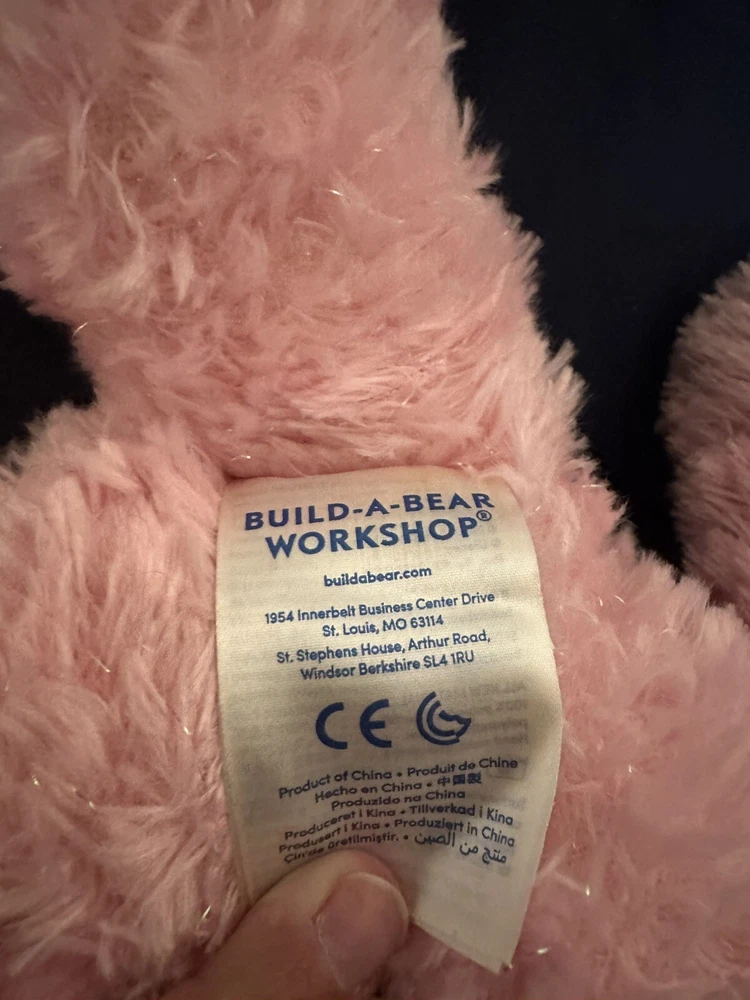 BUILD-A-BEAR
WORKSHOP®
buildabear.com
1954 Innerbelt Business Center Drive
St. Louis, MO 63114
St. Stephens House, Arthur Road,
Windsor Berkshire SL4 1RU
CE
Product of China • Produit de Chine
Hecho en China • 中国製
Produzido na China
Produceret i Kina • Tillverkad i Kina
Produsert i Kina • Produziert in China
Çin'de üretilmiştir. • منتج من الصين